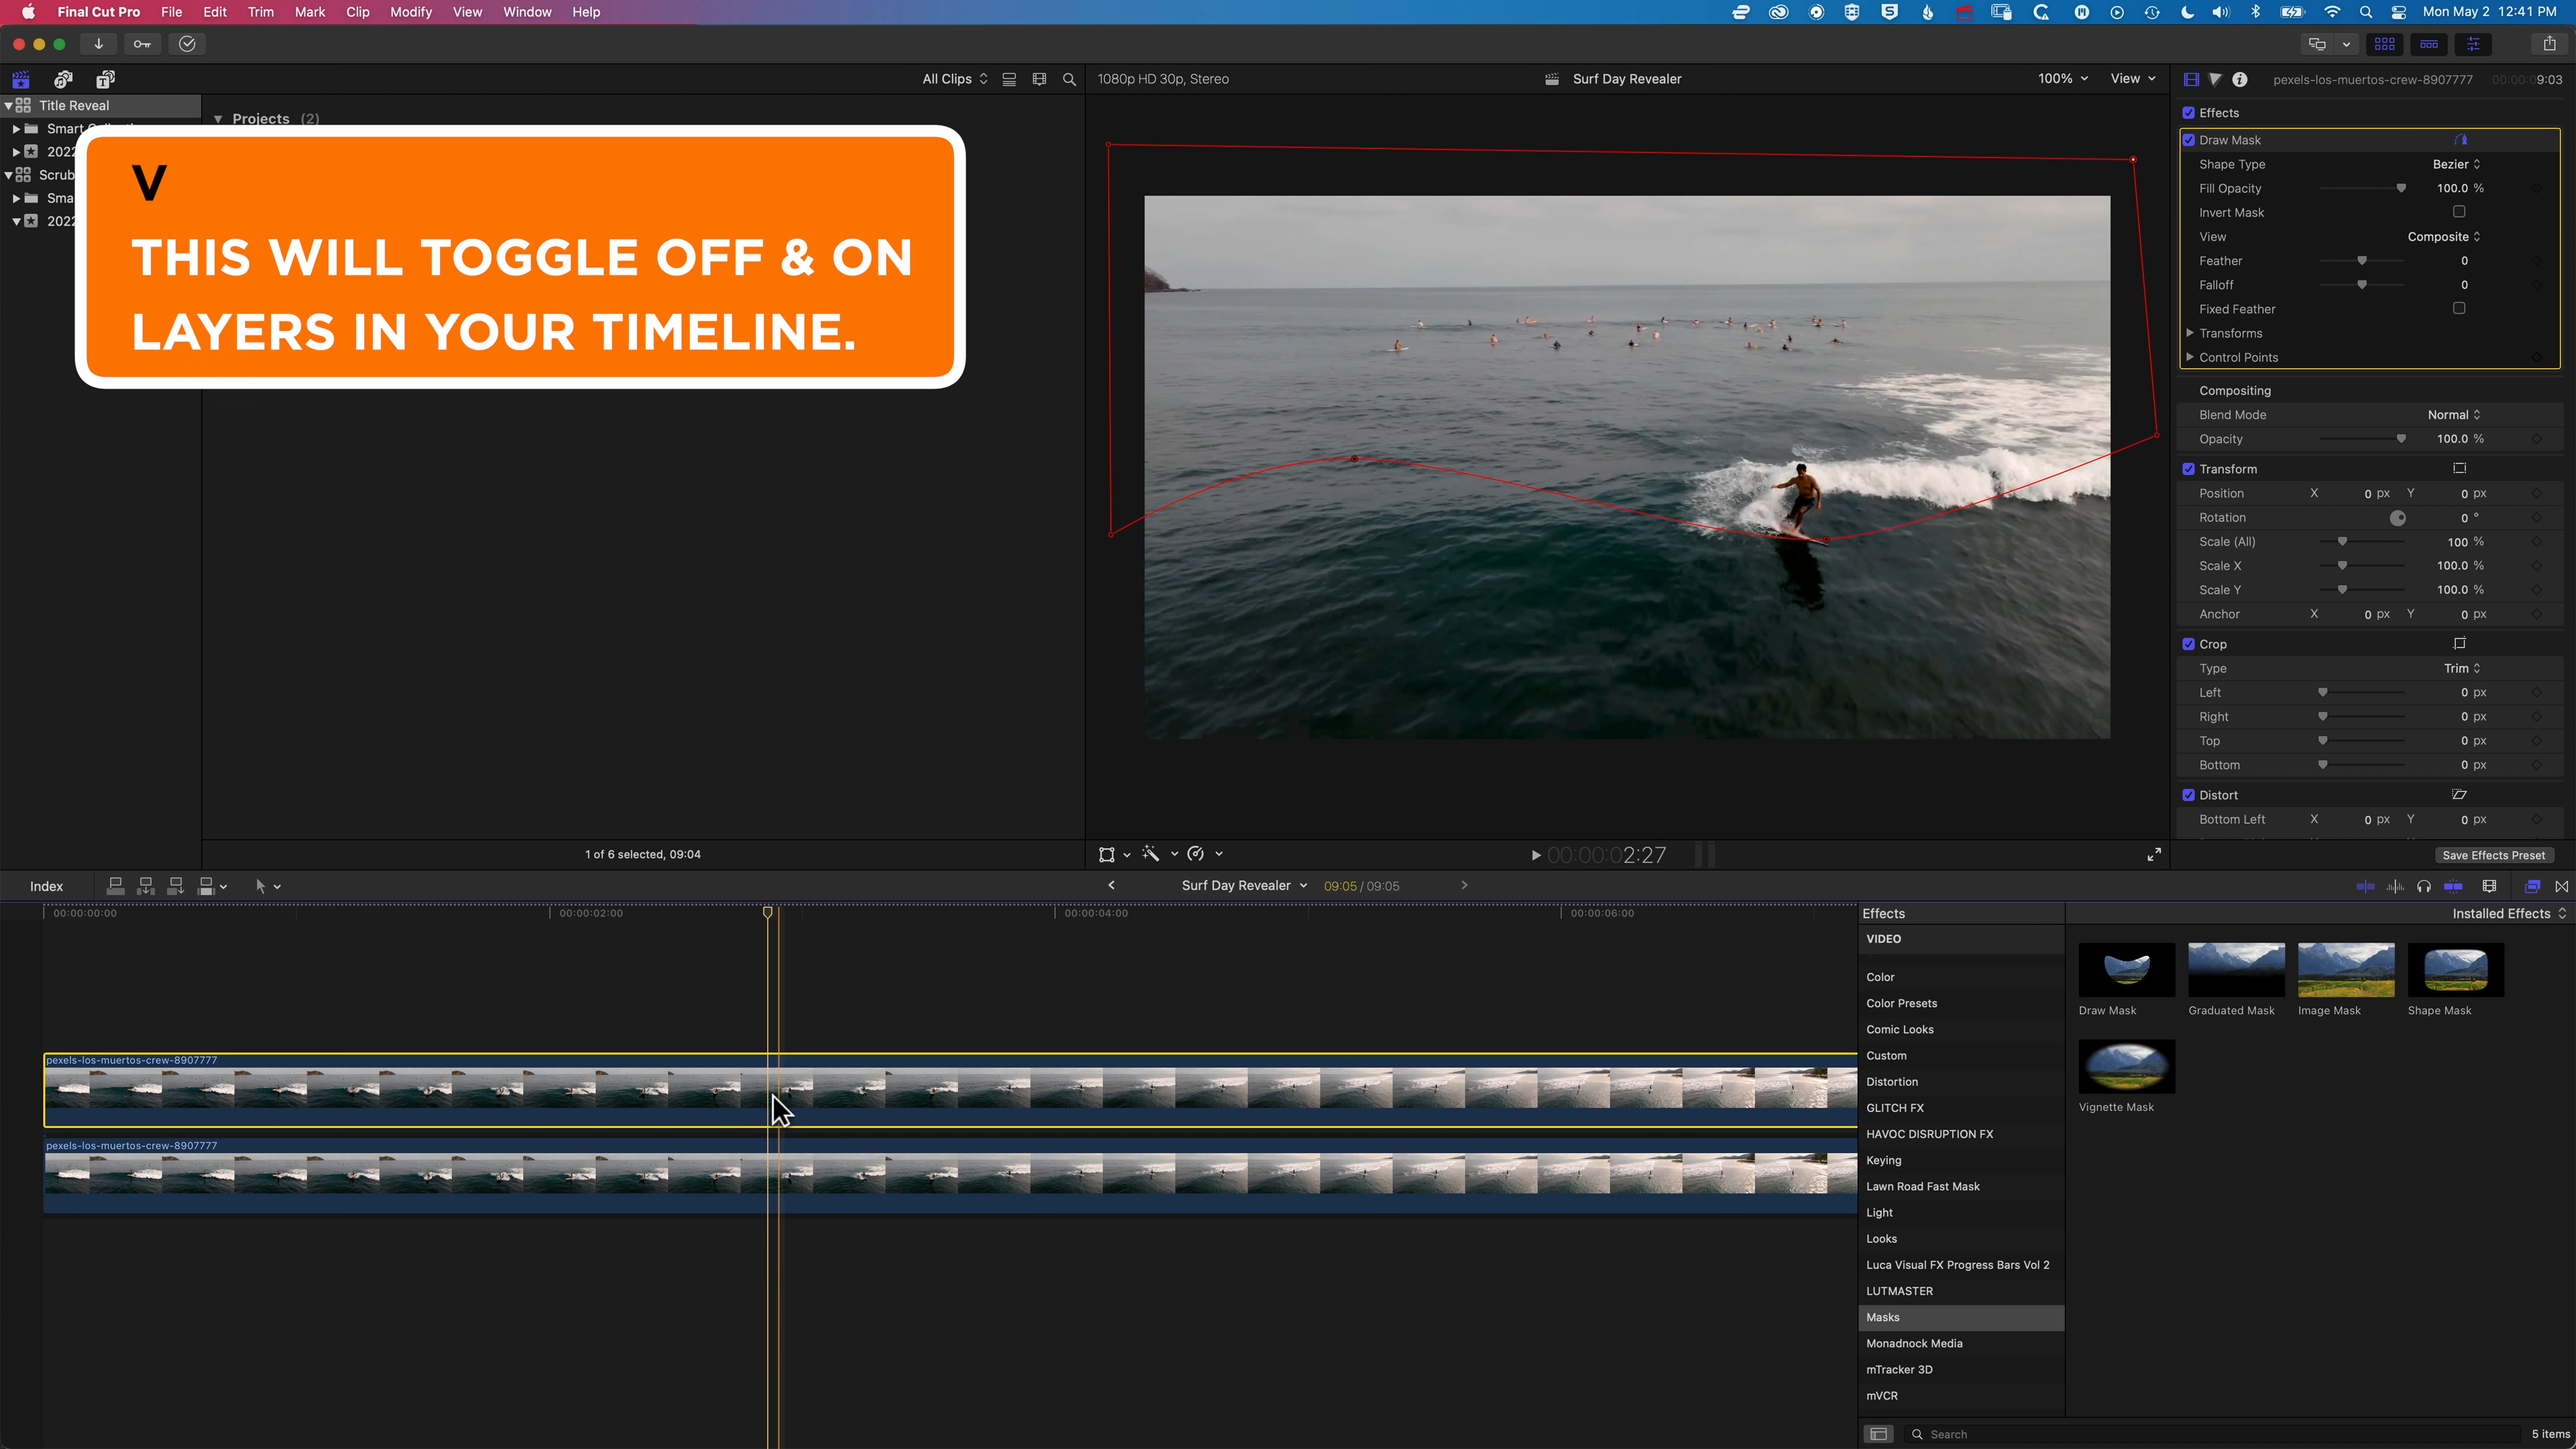 Final Cut Pro File Edit Trim Mark Clip Modify View Window Help
Mon May 2 12:41 PM
All Clips
1080p HD 30p, Stereo
Surf Day Revealer
100%
View
pexels-los-muertos-crew-8907777
00:00:09:03
Title Reveal
Projects (2)
Smart
2022
Scrub
Sma
2022
V
THIS WILL TOGGLE OFF & ON
LAYERS IN YOUR TIMELINE.
Effects
Draw Mask
Shape Type Bezier
Fill Opacity 100.0 %
Invert Mask
View Composite
Feather 0
Falloff 0
Fixed Feather
Transforms
Control Points
Compositing
Blend Mode Normal
Opacity 100.0 %
Transform
Position X 0 px Y 0 px
Rotation 0 °
Scale (All) 100 %
Scale X 100.0 %
Scale Y 100.0 %
Anchor X 0 px Y 0 px
Crop
Type Trim
Left 0 px
Right 0 px
Top 0 px
Bottom 0 px
Distort
Bottom Left X 0 px Y 0 px
Save Effects Preset
1 of 6 selected, 09:04
00:00:02:27
Index
Surf Day Revealer
09:05 / 09:05
00:00:00:00
00:00:02:00
00:00:04:00
00:00:06:00
pexels-los-muertos-crew-8907777
pexels-los-muertos-crew-8907777
Effects
Installed Effects
VIDEO
Color
Color Presets
Comic Looks
Custom
Distortion
GLITCH FX
HAVOC DISRUPTION FX
Keying
Lawn Road Fast Mask
Light
Looks
Luca Visual FX Progress Bars Vol 2
LUTMASTER
Masks
Monadnock Media
mTracker 3D
mVCR
Draw Mask
Graduated Mask
Image Mask
Shape Mask
Vignette Mask
Search
5 items